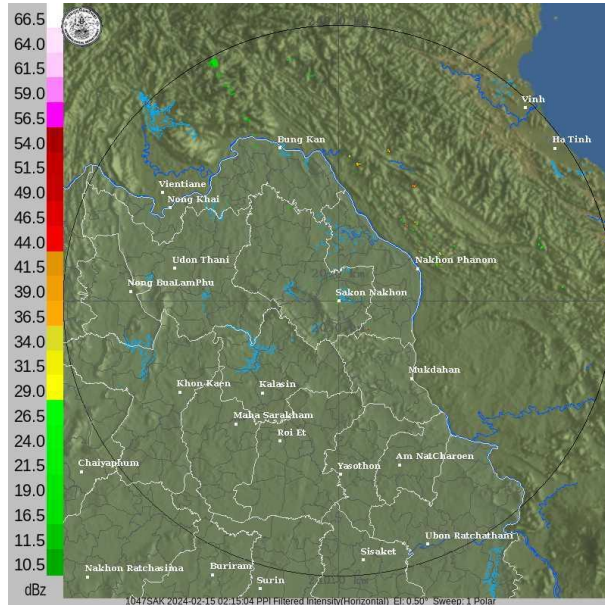 66.5
64.0
61.5
59.0
56.5
54.0
51.5
49.0
46.5
44.0
41.5
39.0
36.5
34.0
31.5
29.0
26.5
24.0
21.5
19.0
16.5
13.5
10.5
dBz
Vinh
Ha Tinh
Bung Kan
Vientiane
Nong Khai
Udon Thani
Nakhon Phanom
Nong BuaLamPhu
Sakon Nakhon
Mukdahan
Khon Kaen
Kalasin
Maha Sarakham
Roi Et
Chaiyaphum
Yasothon
Am NatCharoen
Ubon Ratchathani
Sisaket
Nakhon Ratchasima
Buriram
Surin
1047SAK 2024-02-15 02:15:04 PPI Filtered Intensity(Horizontal) El: 0.50° Sweep: 1 Polar